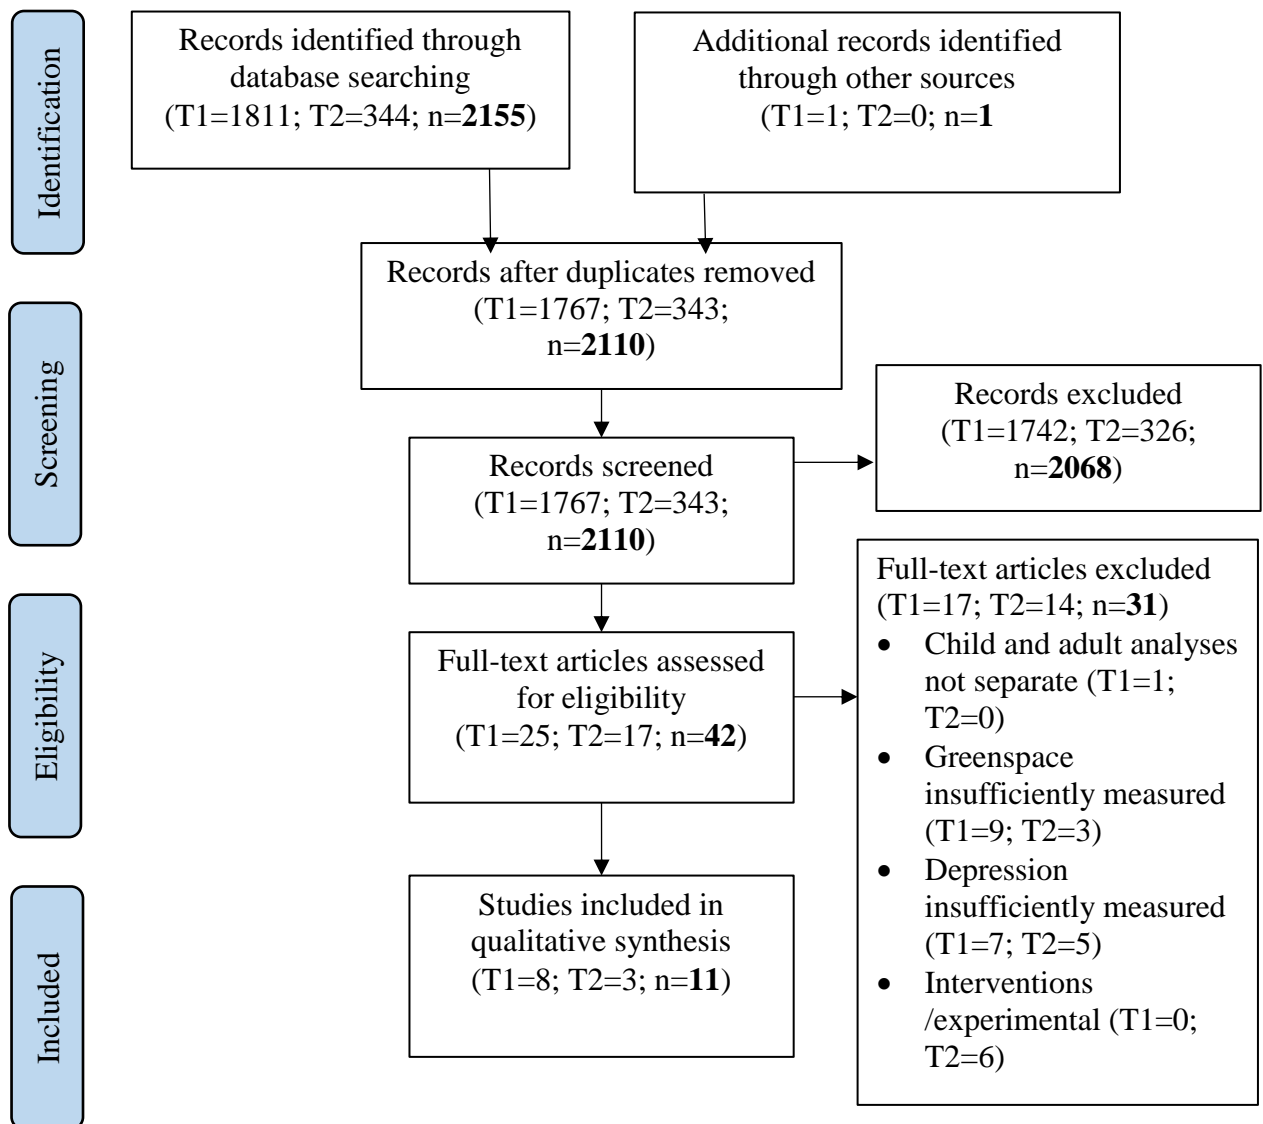 Identification
Records identified through
database searching
(T1=1811; T2=344; n=2155)
Additional records identified
through other sources
(T1=1; T2=0; n=1
Records after duplicates removed
(T1=1767; T2=343;
n=2110)
Screening
Records screened
(T1=1767; T2=343;
n=2110)
Records excluded
(T1=1742; T2=326;
n=2068)
Eligibility
Full-text articles assessed
for eligibility
(T1=25; T2=17; n=42)
Full-text articles excluded
(T1=17; T2=14; n=31)
• Child and adult analyses
not separate (T1=1;
T2=0)
• Greenspace
insufficiently measured
(T1=9; T2=3)
• Depression
insufficiently measured
(T1=7; T2=5)
• Interventions
/experimental (T1=0;
T2=6)
Included
Studies included in
qualitative synthesis
(T1=8; T2=3; n=11)